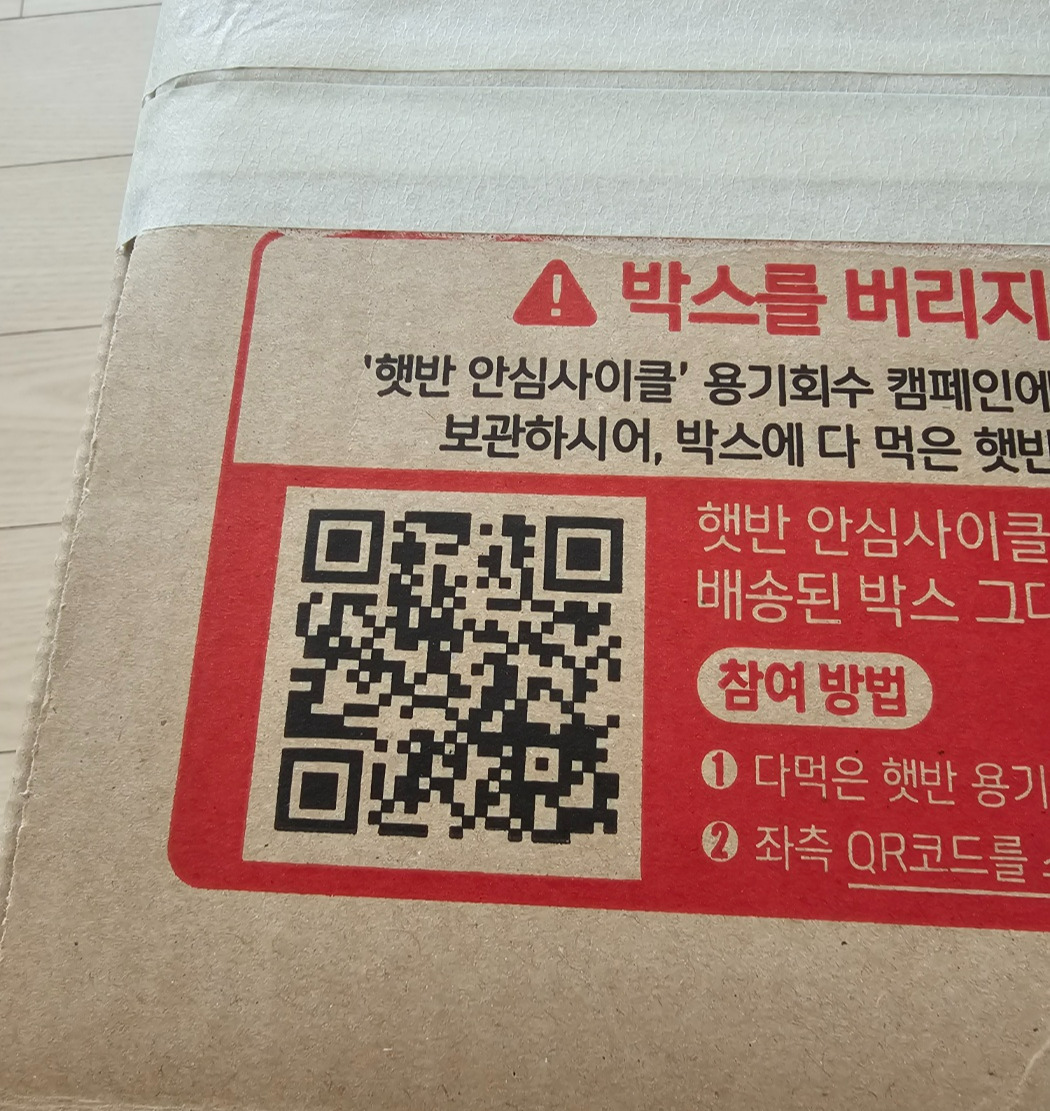 박스를 버리지
'햇반 안심사이클' 용기회수 캠페인에
보관하시어, 박스에 다 먹은 햇반
햇반 안심사이클
배송된 박스 그대
참여 방법
1 다먹은 햇반 용기
2 좌측 QR코드를